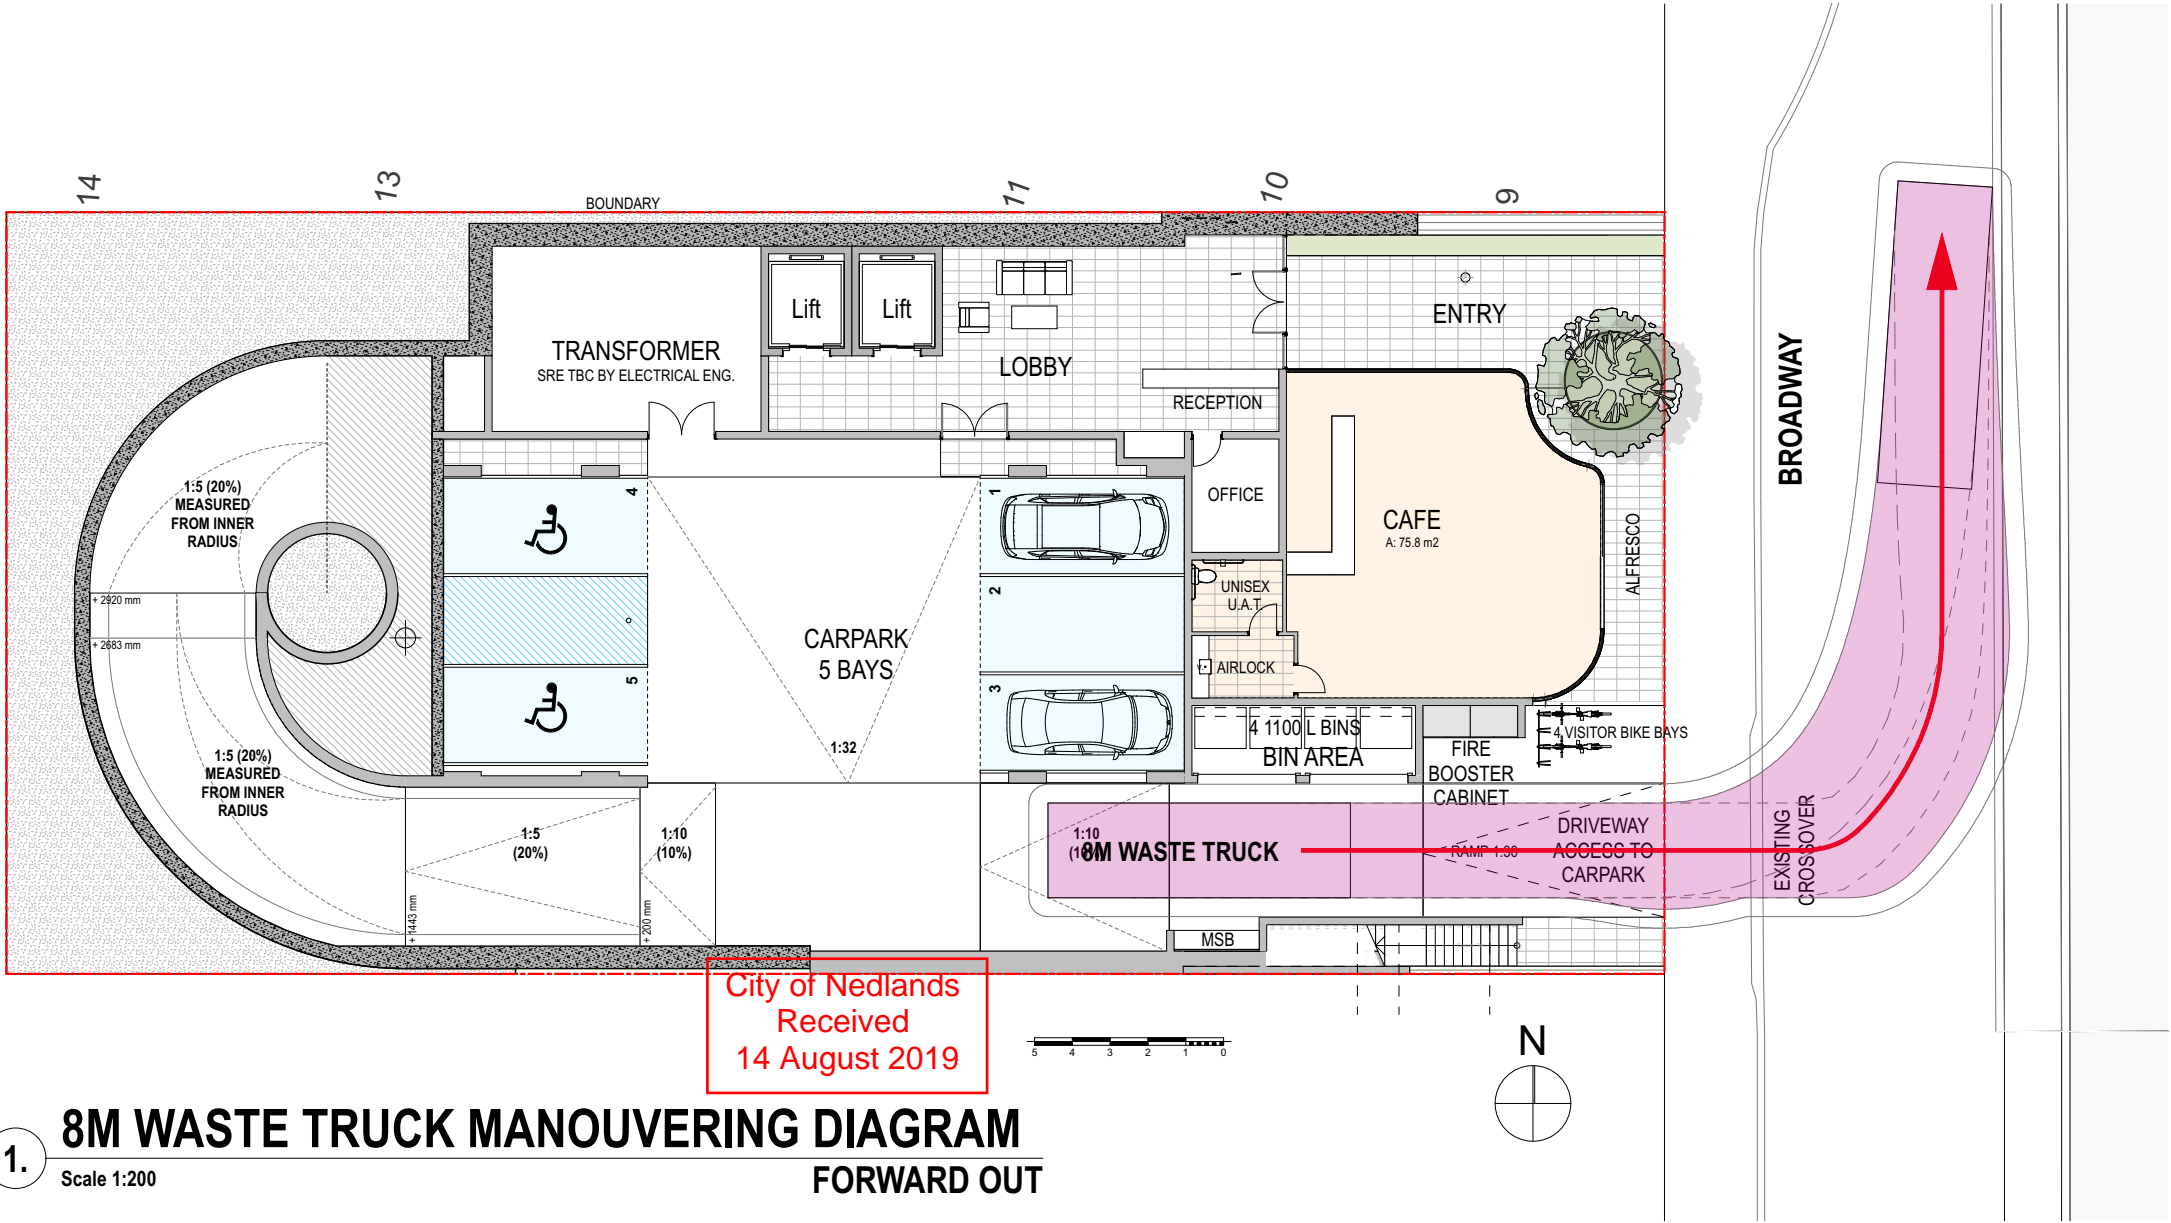 14
13
11
10
9
BOUNDARY
Lift
Lift
TRANSFORMER
SRE TBC BY ELECTRICAL ENG.
LOBBY
RECEPTION
ENTRY
BROADWAY
1:5 (20%)
MEASURED
FROM INNER
RADIUS
4
1
OFFICE
CAFE
A: 75.8 m2
ALFRESCO
+ 2920 mm
+ 2683 mm
2
UNISEX
U.A.T.
CARPARK
5 BAYS
5
3
AIRLOCK
1:5 (20%)
MEASURED
FROM INNER
RADIUS
1:32
4 1100 L BINS
BIN AREA
FIRE
BOOSTER
CABINET
4 VISITOR BIKE BAYS
1:5
(20%)
1:10
(10%)
1:10
(10%)
8M WASTE TRUCK
RAMP 1:30
DRIVEWAY
ACCESS TO
CARPARK
EXISTING
CROSSOVER
+ 1443 mm
+ 200 mm
MSB
City of Nedlands
Received
14 August 2019
5 4 3 2 1 0
N
1.
8M WASTE TRUCK MANOUVERING DIAGRAM
Scale 1:200
FORWARD OUT